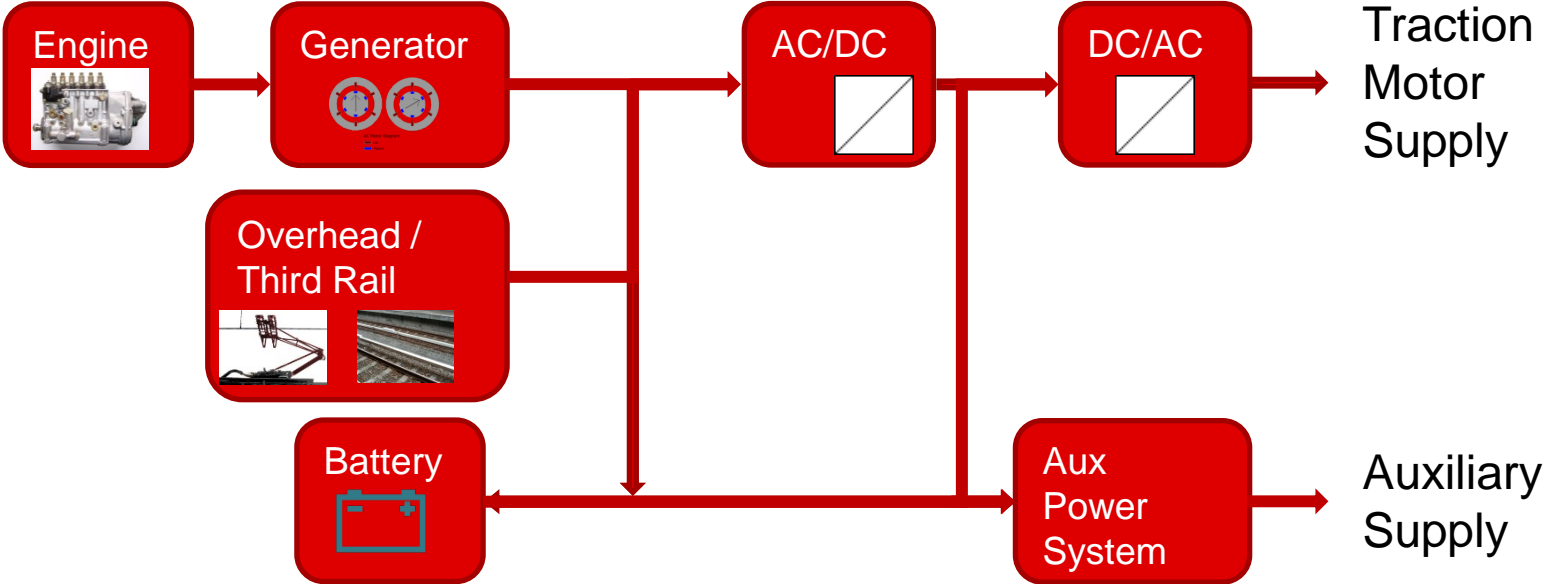 Engine
Generator
AC/DC
DC/AC
Traction
Motor
Supply
Overhead /
Third Rail
Battery
Aux
Power
System
Auxiliary
Supply